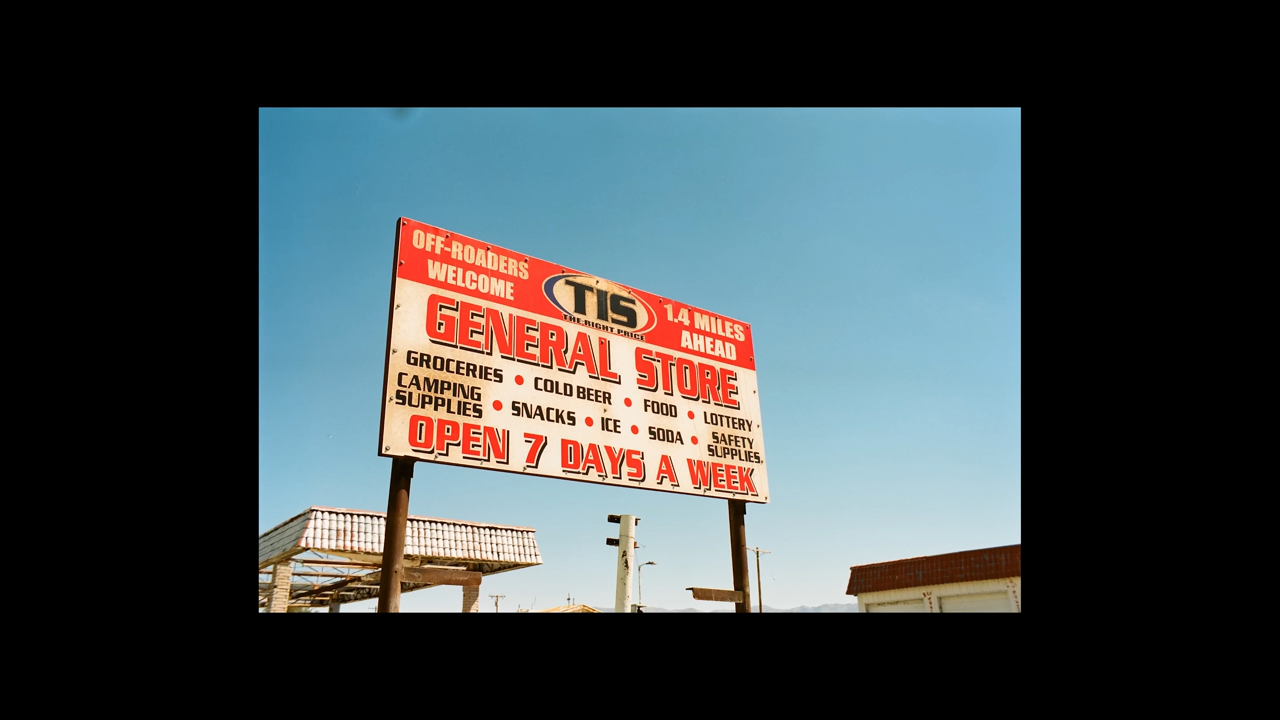 OFF-ROADERS
WELCOME
TIS
THE RIGHT PRICE
1.4 MILES
AHEAD
GENERAL STORE
GROCERIES • COLD BEER • FOOD • LOTTERY
CAMPING
SUPPLIES • SNACKS • ICE • SODA • SAFETY
SUPPLIES
OPEN 7 DAYS A WEEK